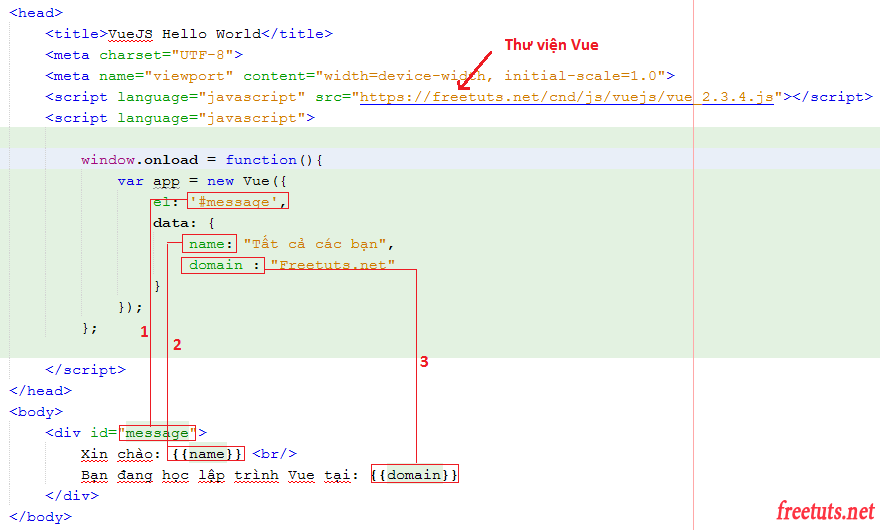 <head>
<title>VueJS Hello World</title>
Thư viện Vue
<meta charset="UTF-8">
<meta name="viewport" content="width=device-width, initial-scale=1.0">
<script language="javascript" src="https://freetuts.net/cnd/js/vuejs/vue_2.3.4.js"></script>
<script language="javascript">
window.onload = function(){
var app = new Vue({
el: '#message',
data: {
name: "Tất cả các bạn",
domain : "Freetuts.net"
}
});
};
1
2
3
</script>
</head>
<body>
<div id="message">
Xin chào: {{name}} <br/>
Bạn đang học lập trình Vue tại: {{domain}}
</div>
</body>
freetuts.net